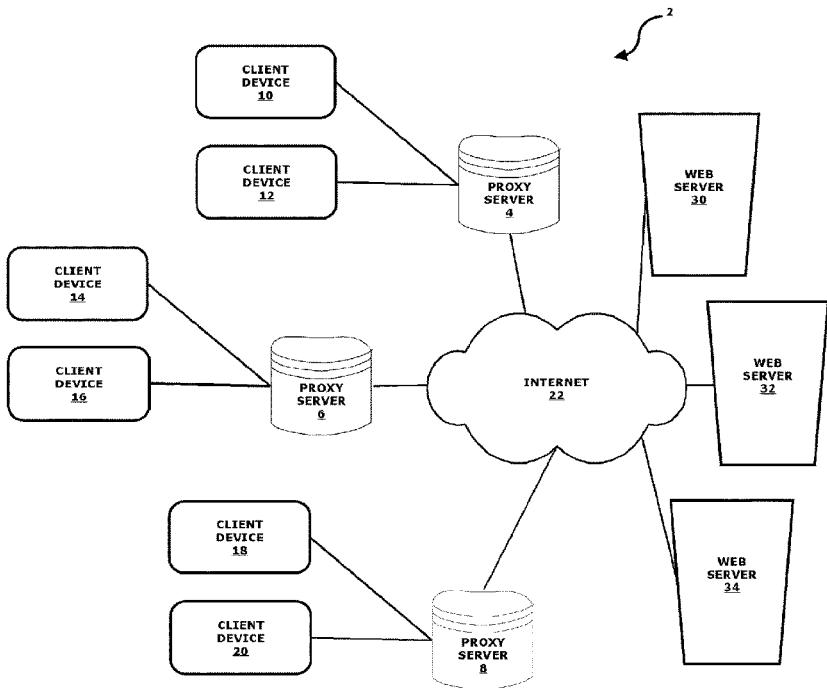 2
CLIENT
DEVICE
10
CLIENT
DEVICE
12
PROXY
SERVER
4
WEB
SERVER
30
CLIENT
DEVICE
14
CLIENT
DEVICE
16
PROXY
SERVER
6
INTERNET
22
WEB
SERVER
32
CLIENT
DEVICE
18
CLIENT
DEVICE
20
PROXY
SERVER
8
WEB
SERVER
34